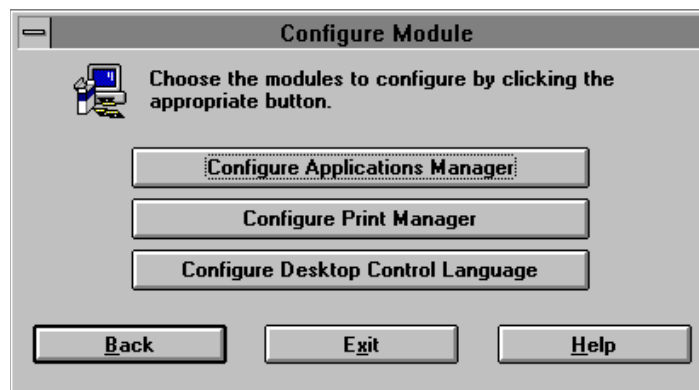 Configure Module
Choose the modules to configure by clicking the
appropriate button.
Configure Applications Manager
Configure Print Manager
Configure Desktop Control Language
Back Exit Help